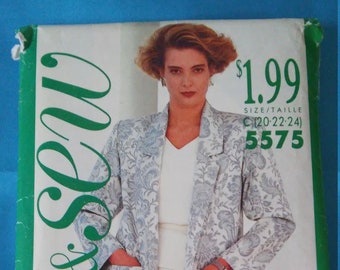 &sew
$1.99
SIZE/TAILLE
C (20-22-24)
5575